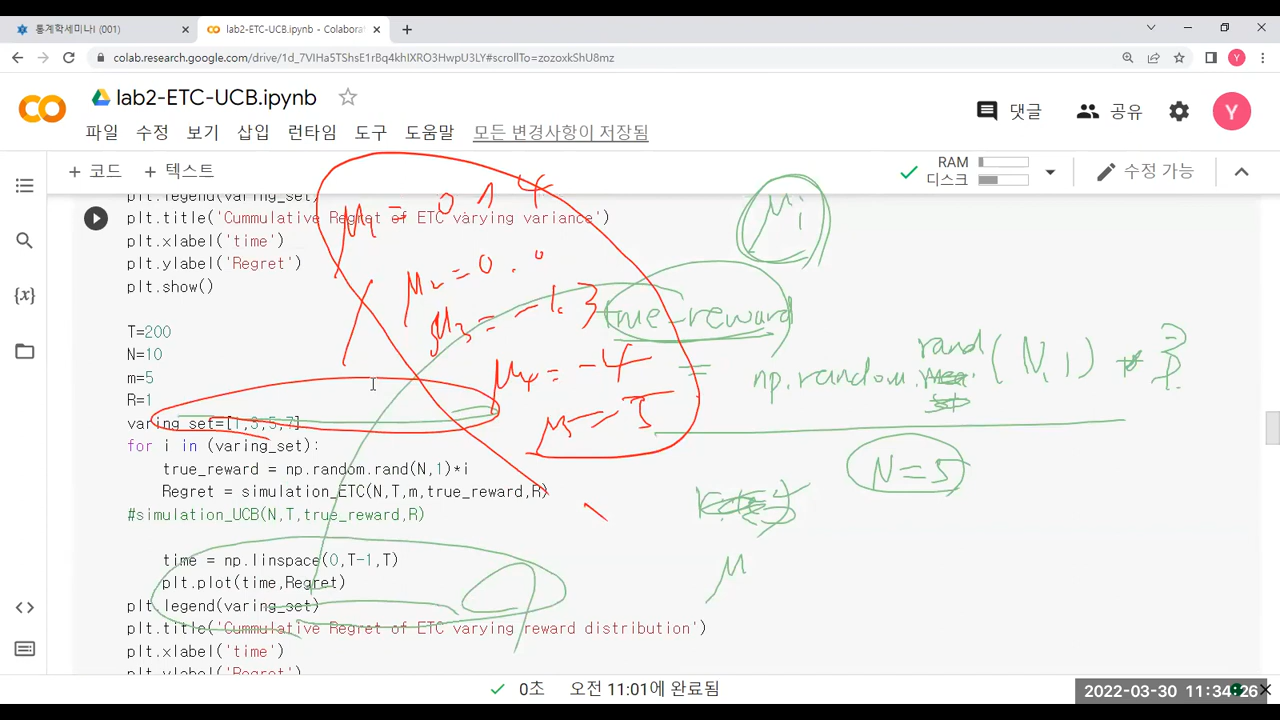 통계학세미나I (001)
lab2-ETC-UCB.ipynb - Colaborat
colab.research.google.com/drive/1d_7VIHa5TShsE1rBq4khIXRO3HwpU3LY#scrollTo=zozoxkShU8mz
lab2-ETC-UCB.ipynb
댓글
공유
Y
파일 수정 보기 삽입 런타임 도구 도움말 모든 변경사항이 저장됨
+ 코드 + 텍스트
RAM
디스크
수정 가능
plt.legend(varing_set)
plt.title('Cummulative Regret of ETC varying variance')
plt.xlabel('time')
plt.ylabel('Regret')
plt.show()
T=200
N=10
m=5
R=1
varing_set=[1,3,5,7]
for i in (varing_set):
true_reward = np.random.rand(N,1)*i
Regret = simulation_ETC(N,T,m,true_reward,R)
#simulation_UCB(N,T,true_reward,R)
time = np.linspace(0,T-1,T)
plt.plot(time,Regret)
plt.legend(varing_set)
plt.title('Cummulative Regret of ETC varying reward distribution')
plt.xlabel('time')
plt.ylabel('Regret')
μi
true-reward
= np.random.rand(N,1) * 3
N=5
μ
μ3 = -1.3
μ4 = -4
0초 오전 11:01에 완료됨
2022-03-30 11:34:26